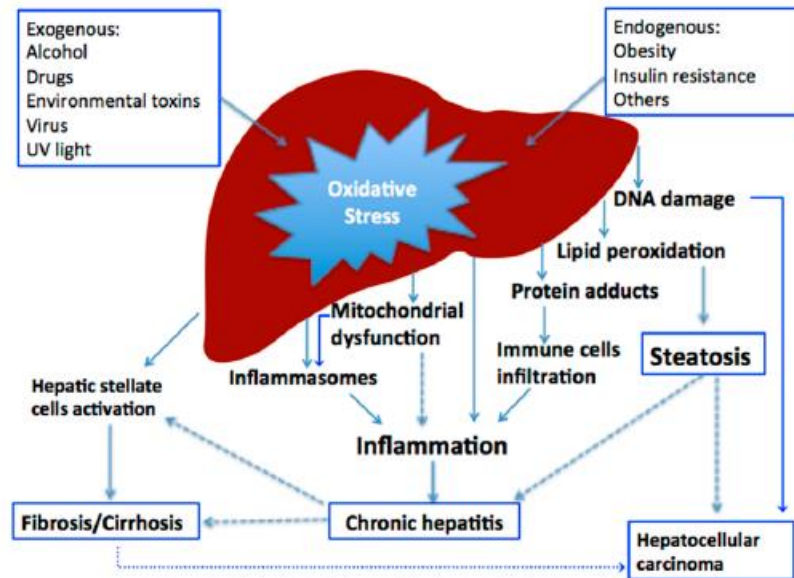 Exogenous:
Alcohol
Drugs
Environmental toxins
Virus
UV light
Endogenous:
Obesity
Insulin resistance
Others
Oxidative
Stress
DNA damage
Lipid peroxidation
Protein adducts
Mitochondrial
dysfunction
Immune cells
infiltration
Steatosis
Inflammasomes
Hepatic stellate
cells activation
Inflammation
Fibrosis/Cirrhosis
Chronic hepatitis
Hepatocellular
carcinoma